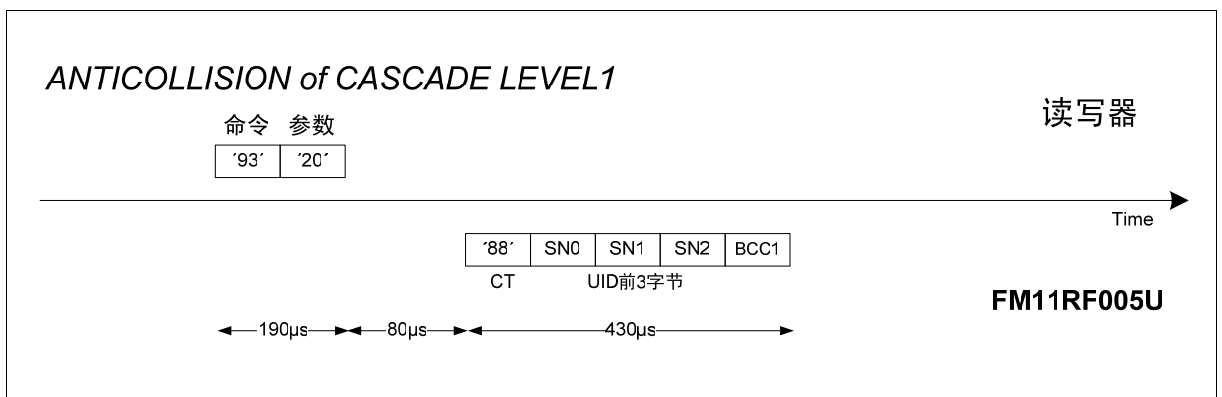 ANTICOLLISION of CASCADE LEVEL1
读写器
命令 参数
´93´ ´20´
Time
´88´ SN0 SN1 SN2 BCC1
CT UID前3字节
FM11RF005U
190µs 80µs 430µs